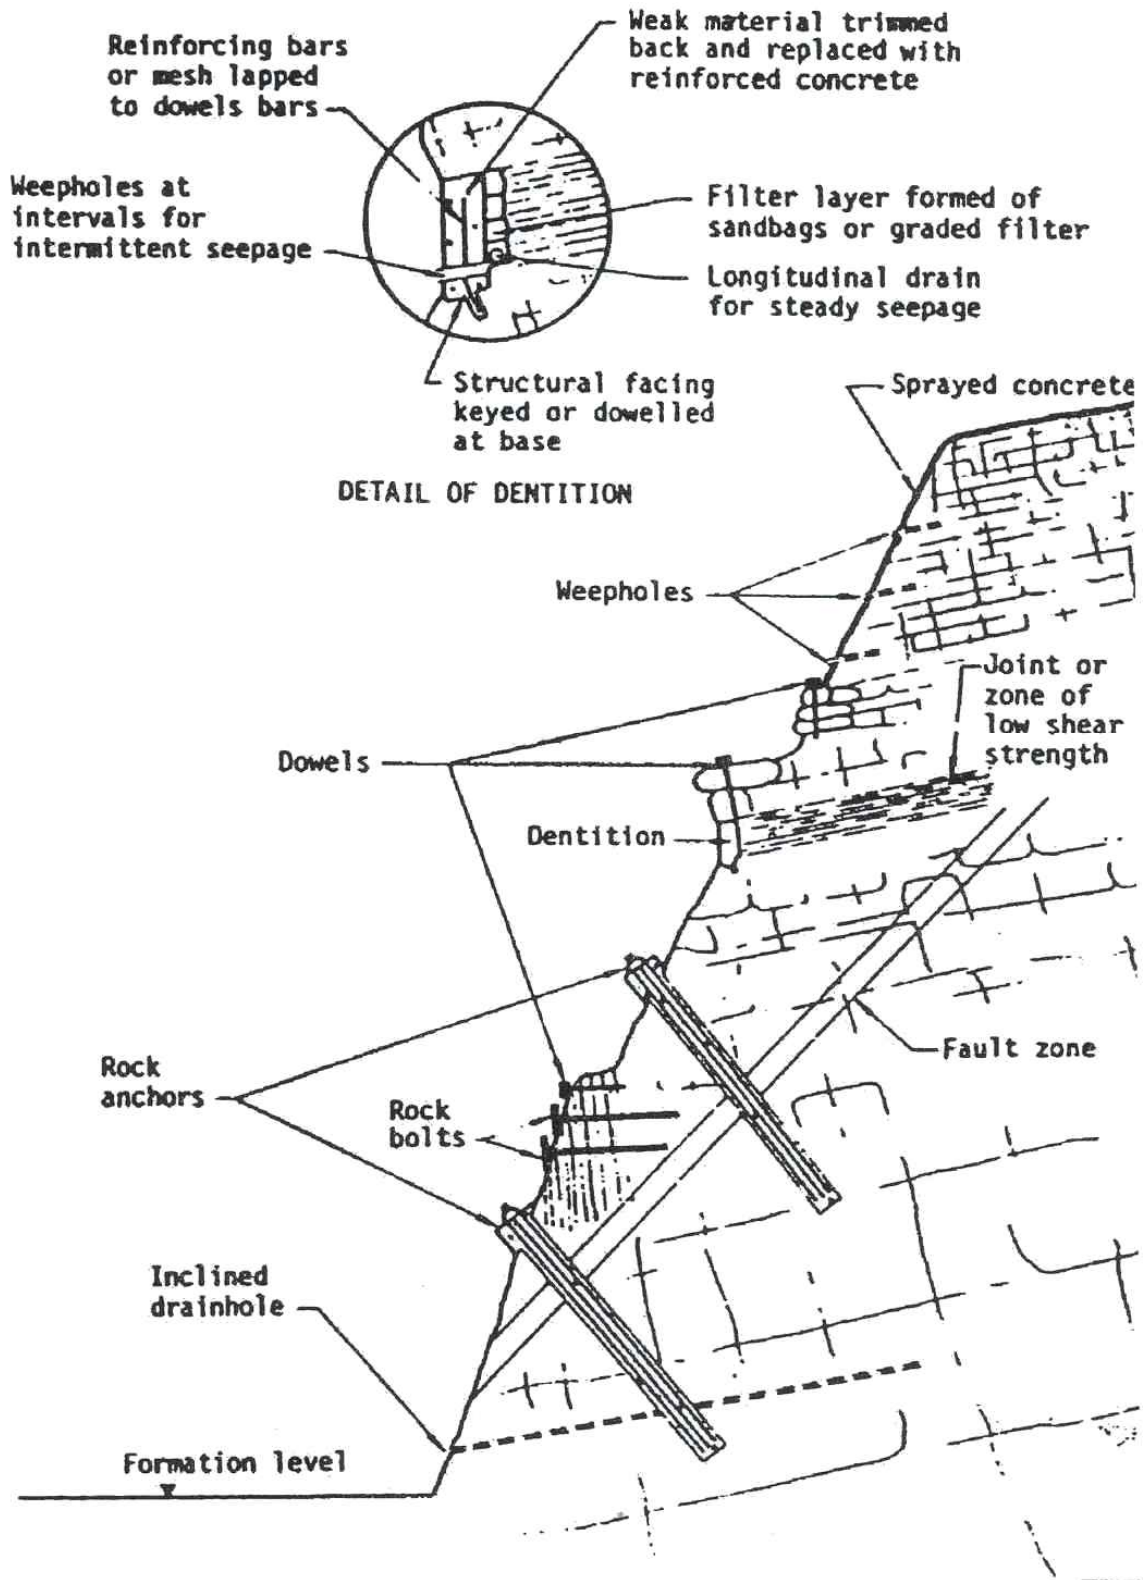 Reinforcing bars
or mesh lapped
to dowels bars
Weak material trimmed
back and replaced with
reinforced concrete
Weepholes at
intervals for
intermittent seepage
Filter layer formed of
sandbags or graded filter
Longitudinal drain
for steady seepage
Structural facing
keyed or dowelled
at base
DETAIL OF DENTITION
Sprayed concrete
Weepholes
Joint or
zone of
low shear
strength
Dowels
Dentition
Fault zone
Rock
anchors
Rock
bolts
Inclined
drainhole
Formation level